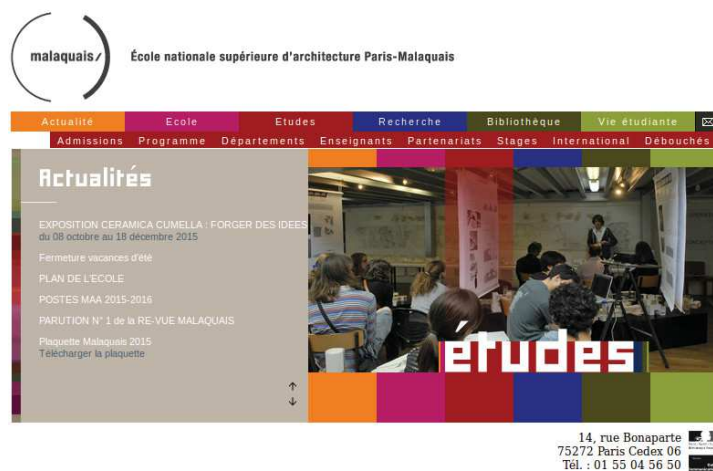 malaquais/
École nationale supérieure d'architecture Paris-Malaquais
Actualité Ecole Etudes Recherche Bibliothèque Vie étudiante
Admissions Programme Départements Enseignants Partenariats Stages International Débouchés
Actualités
EXPOSITION CERAMICA CUMELLA : FORGER DES IDEES
du 08 octobre au 18 décembre 2015
Fermeture vacances d'été
PLAN DE L'ECOLE
POSTES MAA 2015-2016
PARUTION N° 1 de la RE-VUE MALAQUAIS
Plaquette Malaquais 2015
Télécharger la plaquette
études
14, rue Bonaparte
75272 Paris Cedex 06
Tél. : 01 55 04 56 50